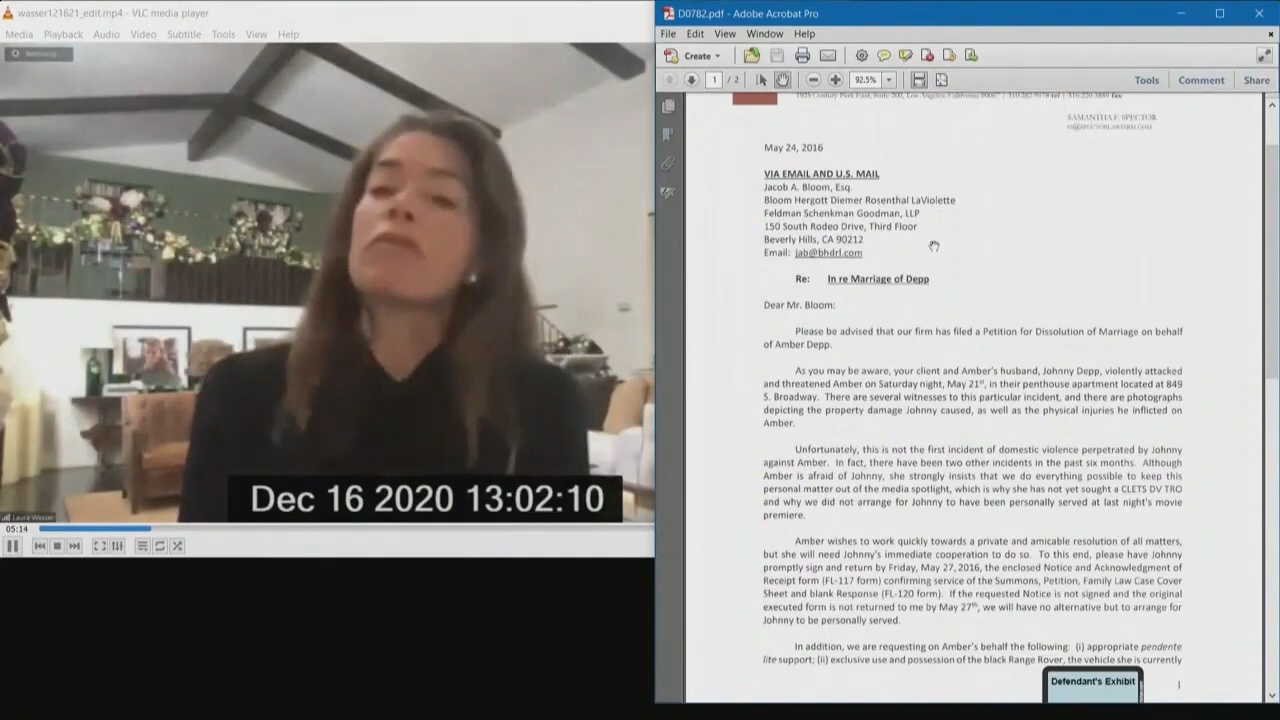 wasser121621_edit.mp4 - VLC media player
Media Playback Audio Video Subtitle Tools View Help
Laura Wasser
Dec 16 2020 13:02:10
05:14
D0782.pdf - Adobe Acrobat Pro
File Edit View Window Help
Create
1 / 2
92.5%
Tools Comment Share
SAMANTHA F. SPECTOR
May 24, 2016
VIA EMAIL AND U.S. MAIL
Jacob A. Bloom, Esq.
Bloom Hergott Diemer Rosenthal LaViolette
Feldman Schenkman Goodman, LLP
150 South Rodeo Drive, Third Floor
Beverly Hills, CA 90212
Email: jab@bhdrl.com
Re: In re Marriage of Depp
Dear Mr. Bloom:
Please be advised that our firm has filed a Petition for Dissolution of Marriage on behalf
of Amber Depp.
As you may be aware, your client and Amber's husband, Johnny Depp, violently attacked
and threatened Amber on Saturday night, May 21st, in their penthouse apartment located at 849
S. Broadway. There are several witnesses to this particular incident, and there are photographs
depicting the property damage Johnny caused, as well as the physical injuries he inflicted on
Amber.
Unfortunately, this is not the first incident of domestic violence perpetrated by Johnny
against Amber. In fact, there have been two other incidents in the past six months. Although
Amber is afraid of Johnny, she strongly insists that we do everything possible to keep this
personal matter out of the media spotlight, which is why she has not yet sought a CLETS DV TRO
and why we did not arrange for Johnny to have been personally served at last night's movie
premiere.
Amber wishes to work quickly towards a private and amicable resolution of all matters,
but she will need Johnny's immediate cooperation to do so. To this end, please have Johnny
promptly sign and return by Friday, May 27, 2016, the enclosed Notice and Acknowledgment of
Receipt form (FL-117 form) confirming service of the Summons, Petition, Family Law Case Cover
Sheet and blank Response (FL-120 form). If the requested Notice is not signed and the original
executed form is not returned to me by May 27th, we will have no alternative but to arrange for
Johnny to be personally served.
In addition, we are requesting on Amber's behalf the following: (i) appropriate pendente
lite support; (ii) exclusive use and possession of the black Range Rover, the vehicle she is currently
Defendant's Exhibit
1